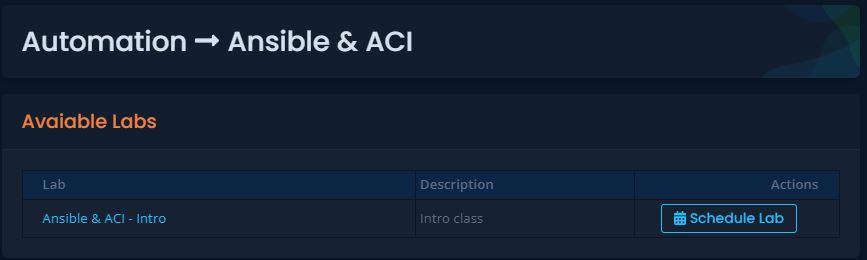 Automation → Ansible & ACI
Avaiable Labs
Lab Description Actions
Ansible & ACI - Intro Intro class Schedule Lab